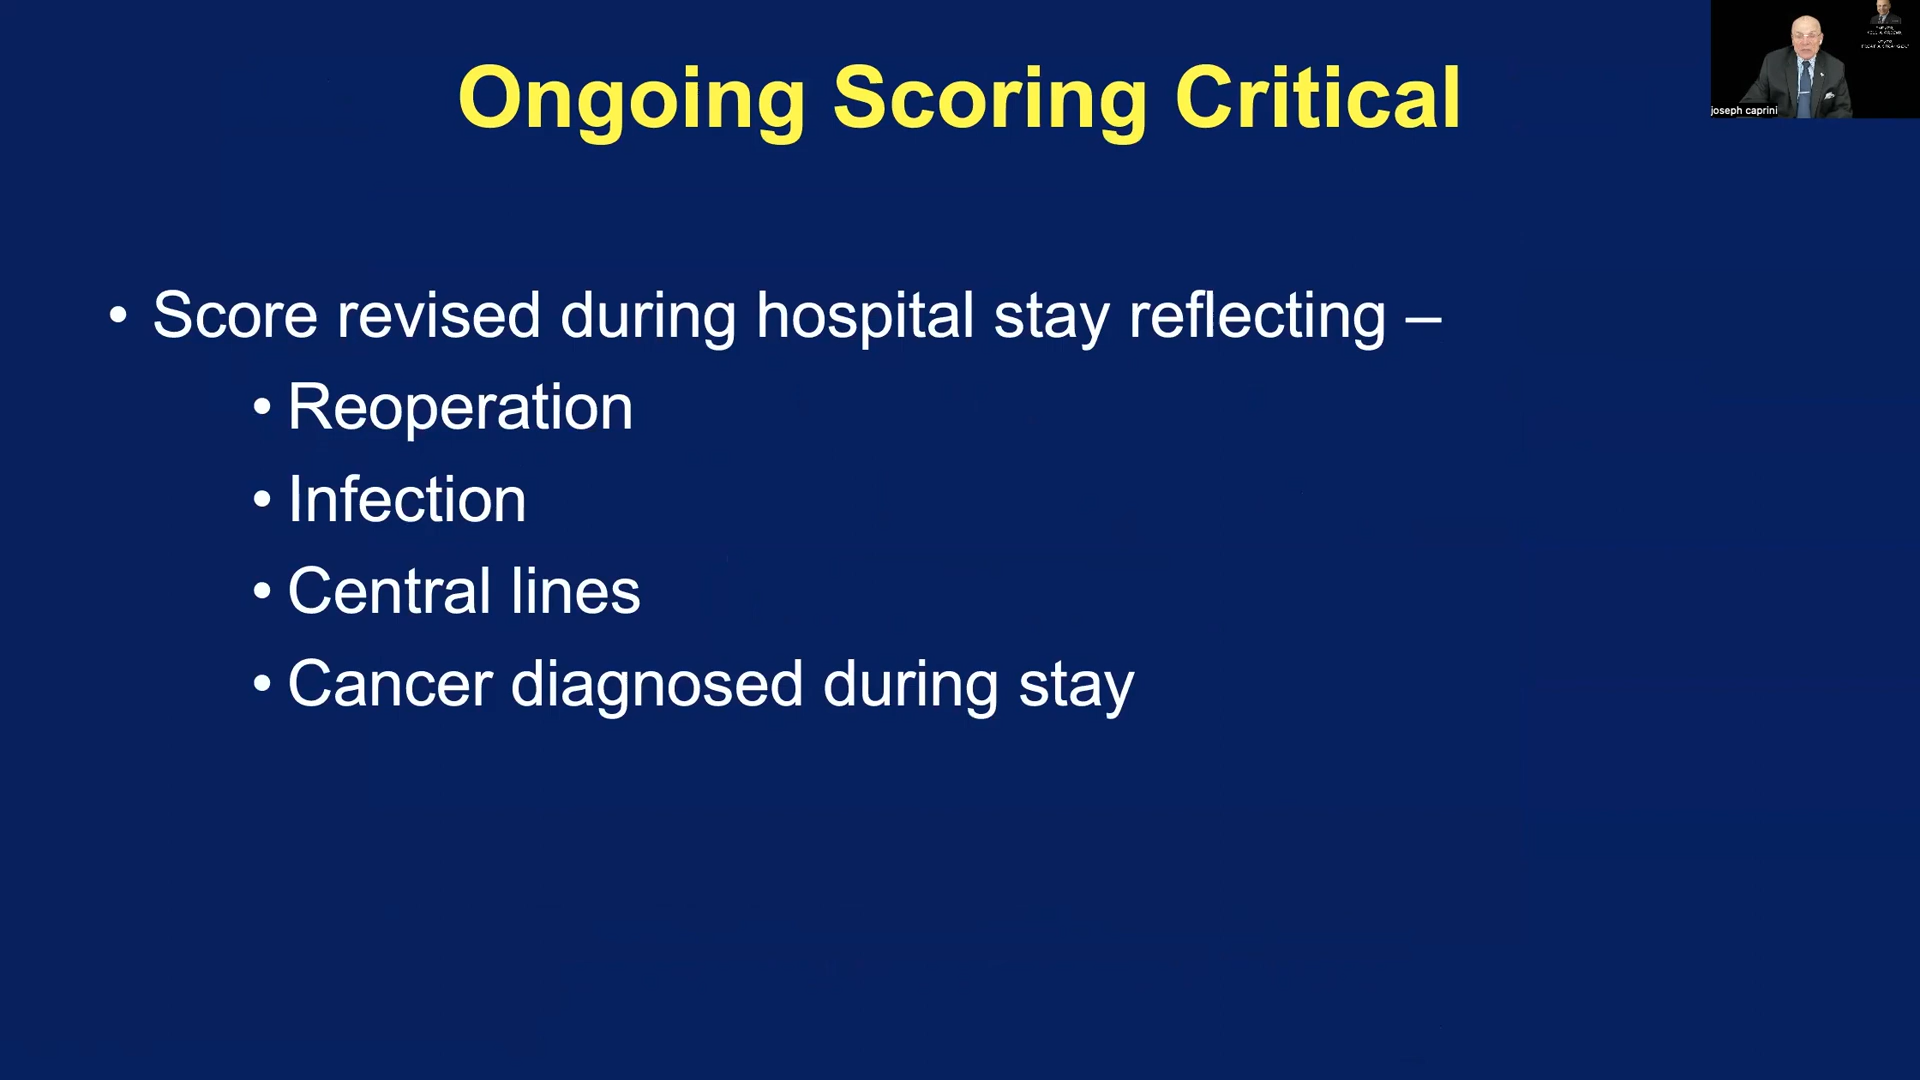 Ongoing Scoring Critical
joseph caprini
• Score revised during hospital stay reflecting –
• Reoperation
• Infection
• Central lines
• Cancer diagnosed during stay